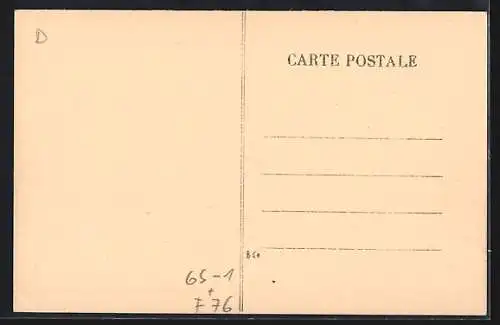 D
CARTE POSTALE
65-1
+
F76